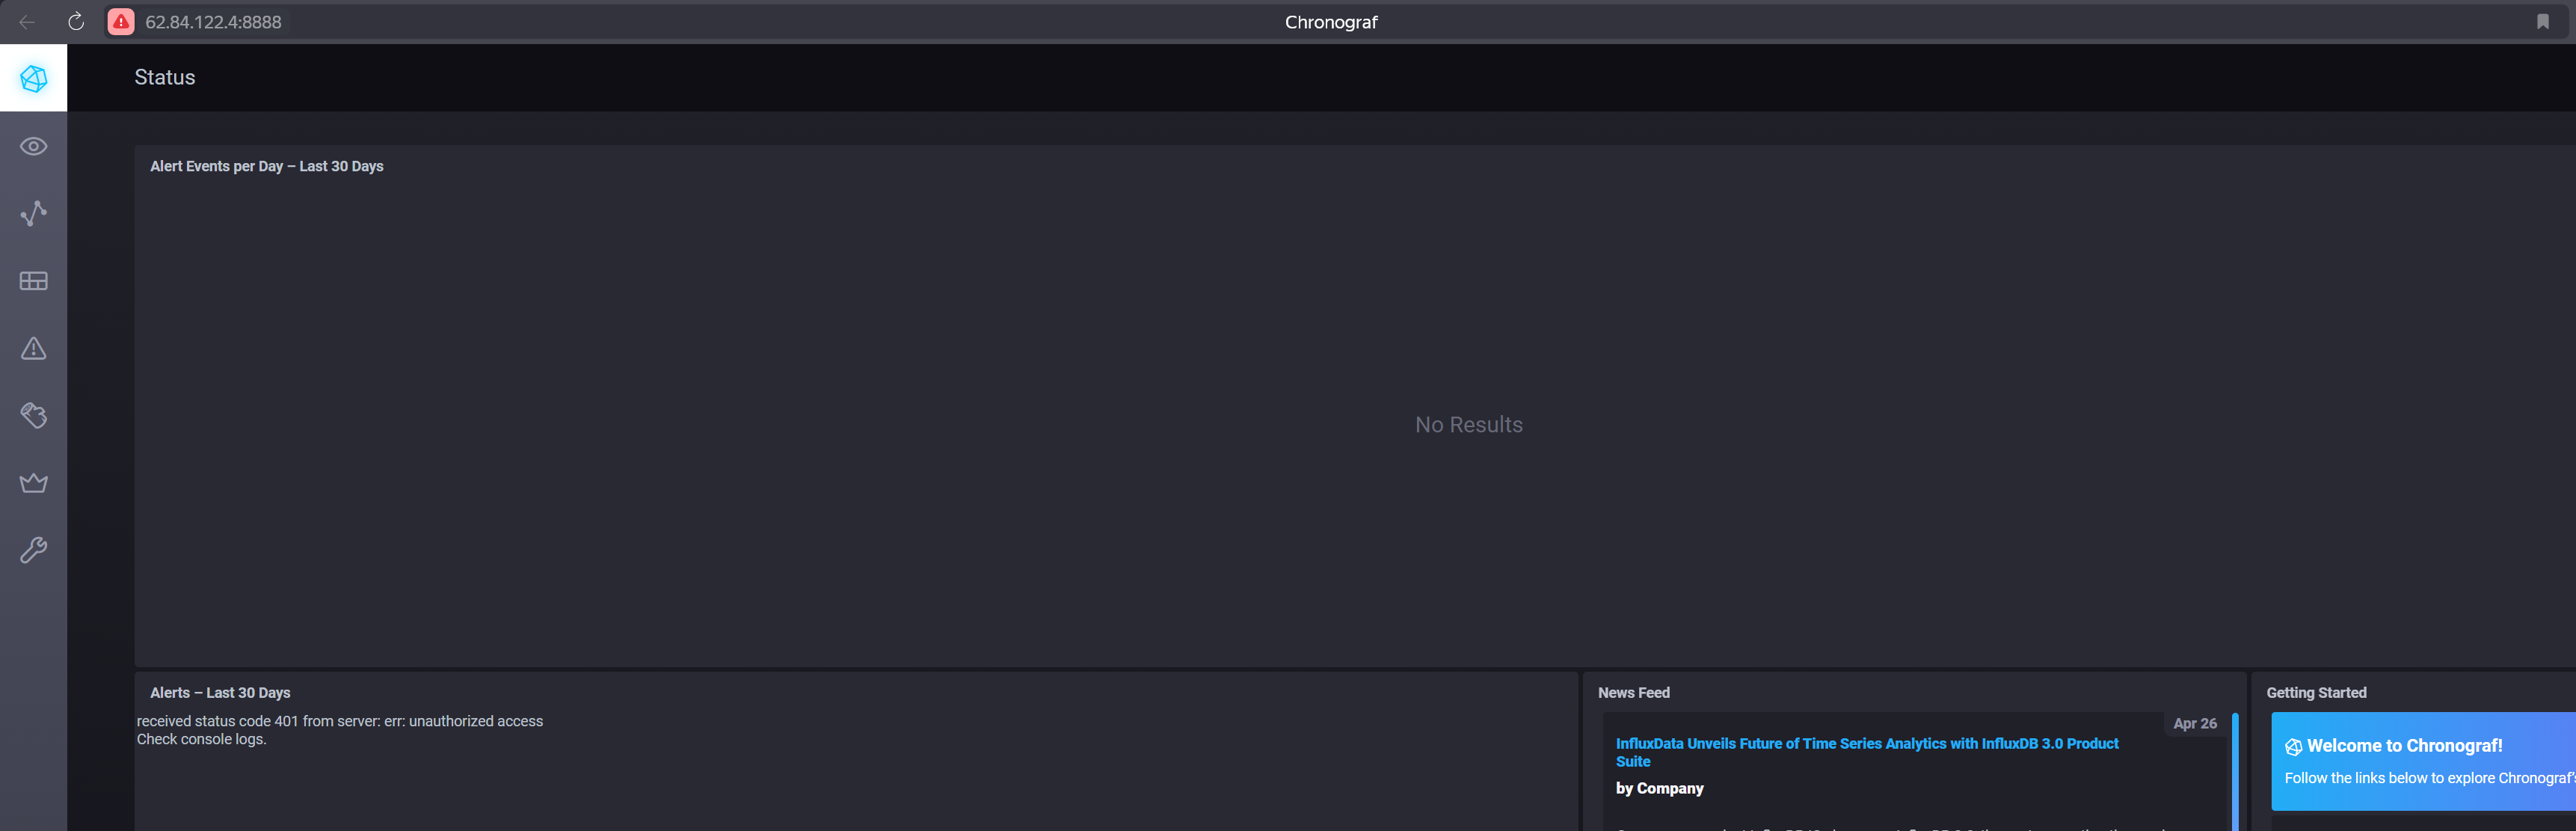 62.84.122.4:8888
Chronograf
Status
Alert Events per Day – Last 30 Days
No Results
Alerts – Last 30 Days
received status code 401 from server: err: unauthorized access
Check console logs.
News Feed
Apr 26
InfluxData Unveils Future of Time Series Analytics with InfluxDB 3.0 Product
Suite
by Company
Getting Started
Welcome to Chronograf!
Follow the links below to explore Chronograf's